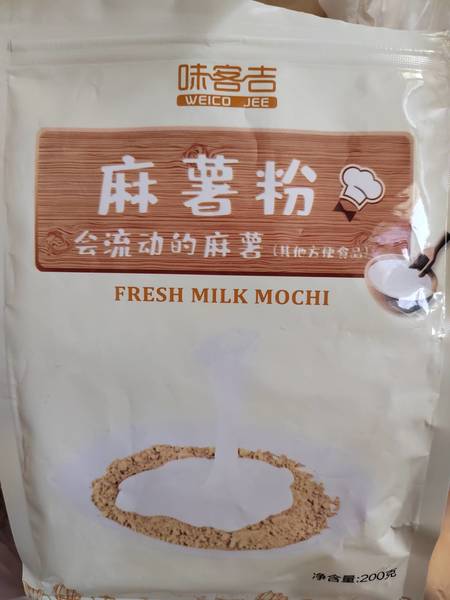 味客吉
WEICO JEE
麻薯粉
会流动的麻薯(其他方便食品)
FRESH MILK MOCHI
净含量:200克